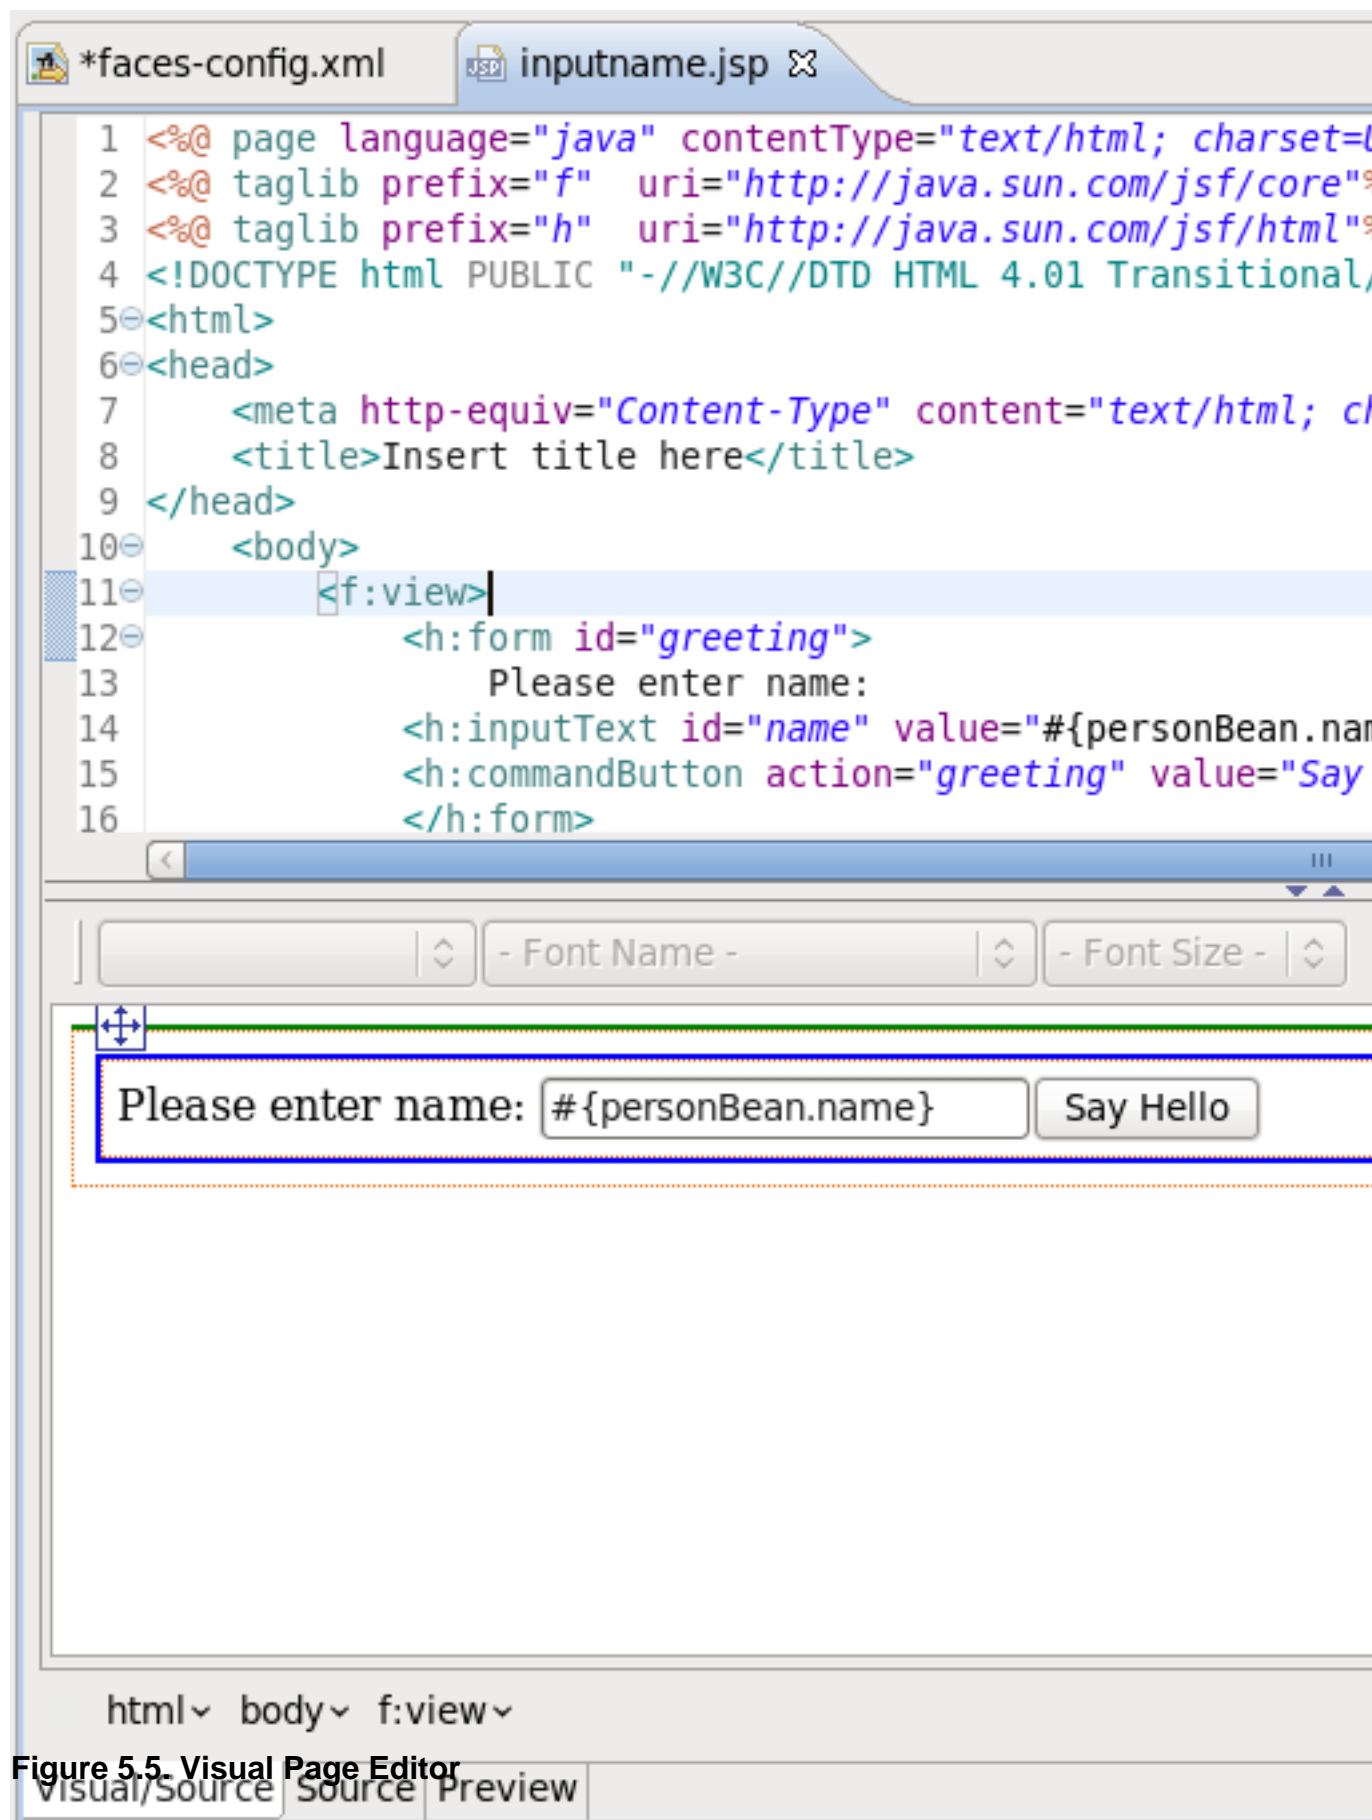 *faces-config.xml inputname.jsp
1 <%@ page language="java" contentType="text/html; charset=
2 <%@ taglib prefix="f"  uri="http://java.sun.com/jsf/core"%
3 <%@ taglib prefix="h"  uri="http://java.sun.com/jsf/html"%
4 <!DOCTYPE html PUBLIC "-//W3C//DTD HTML 4.01 Transitional/
5 <html>
6 <head>
7     <meta http-equiv="Content-Type" content="text/html; ch
8     <title>Insert title here</title>
9 </head>
10     <body>
11         <f:view>
12             <h:form id="greeting">
13                 Please enter name:
14             <h:inputText id="name" value="#{personBean.nam
15             <h:commandButton action="greeting" value="Say
16             </h:form>
- Font Name - - Font Size -
Please enter name: #{personBean.name} Say Hello
html body f:view
Figure 5.5. Visual Page Editor
Visual/Source Source Preview